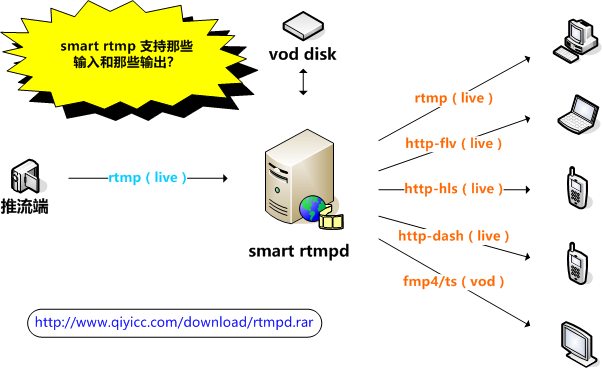 smart rtmp 支持那些
输入和那些输出?
vod disk
rtmp ( live )
http-flv ( live )
rtmp ( live )
http-hls ( live )
推流端
http-dash ( live )
smart rtmpd
fmp4/ts ( vod )
http://www.qiyicc.com/download/rtmpd.rar